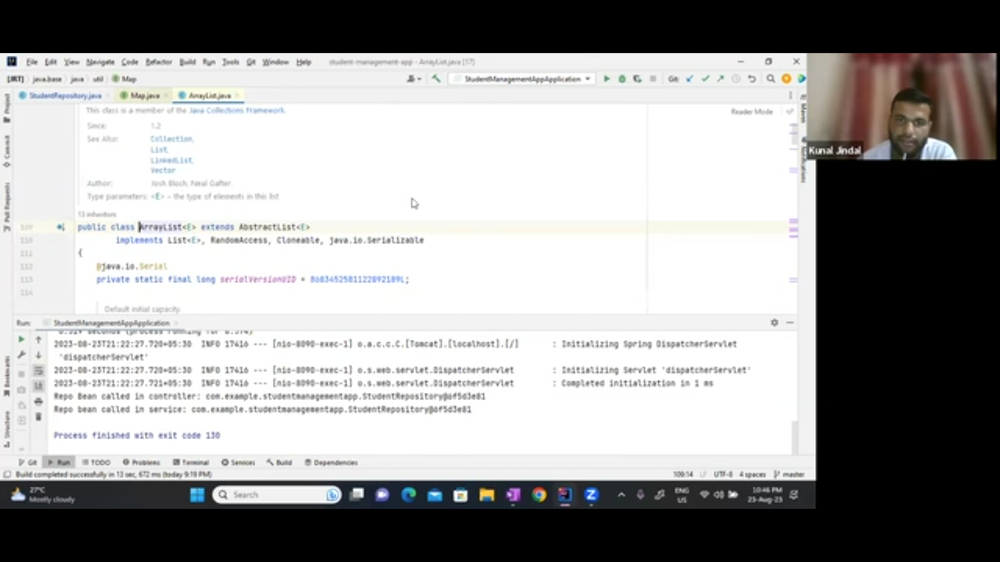 File Edit View Navigate Code Refactor Build Run Tools Git Window Help student-management-app - ArrayList.java [17]
[JRT] java.base java util Map
StudentManagementAppApplication
Git:
StudentRepository.java Map.java ArrayList.java
Project
Commit
Pull Requests
Bookmarks
Structure
Maven
This class is a member of the Java Collections Framework.
Reader Mode
Since: 1.2
See Also: Collection,
List,
LinkedList,
Vector
Author: Josh Bloch, Neal Gafter
Type parameters: <E> – the type of elements in this list
13 inheritors
109 public class ArrayList<E> extends AbstractList<E>
110 implements List<E>, RandomAccess, Cloneable, java.io.Serializable
111 {
112 @java.io.Serial
113 private static final long serialVersionUID = 8683452581122892189L;
114
Default initial capacity.
Kunal Jindal
Run: StudentManagementAppApplication
seconds (process running for
2023-08-23T21:22:27.720+05:30 INFO 17416 --- [nio-8090-exec-1] o.a.c.c.C.[Tomcat].[localhost].[/] : Initializing Spring DispatcherServlet
'dispatcherServlet'
2023-08-23T21:22:27.720+05:30 INFO 17416 --- [nio-8090-exec-1] o.s.web.servlet.DispatcherServlet : Initializing Servlet 'dispatcherServlet'
2023-08-23T21:22:27.721+05:30 INFO 17416 --- [nio-8090-exec-1] o.s.web.servlet.DispatcherServlet : Completed initialization in 1 ms
Repo Bean called in controller: com.example.studentmanagementapp.StudentRepository@6f5d3e81
Repo bean called in service: com.example.studentmanagementapp.StudentRepository@6f5d3e81
Process finished with exit code 130
Git Run TODO Problems Terminal Services Build Dependencies
Build completed successfully in 13 sec, 672 ms (today 9:19 PM)
109:14 LF UTF-8 4 spaces master
27°C
Mostly cloudy
Search
ENG
US
10:46 PM
23-Aug-23